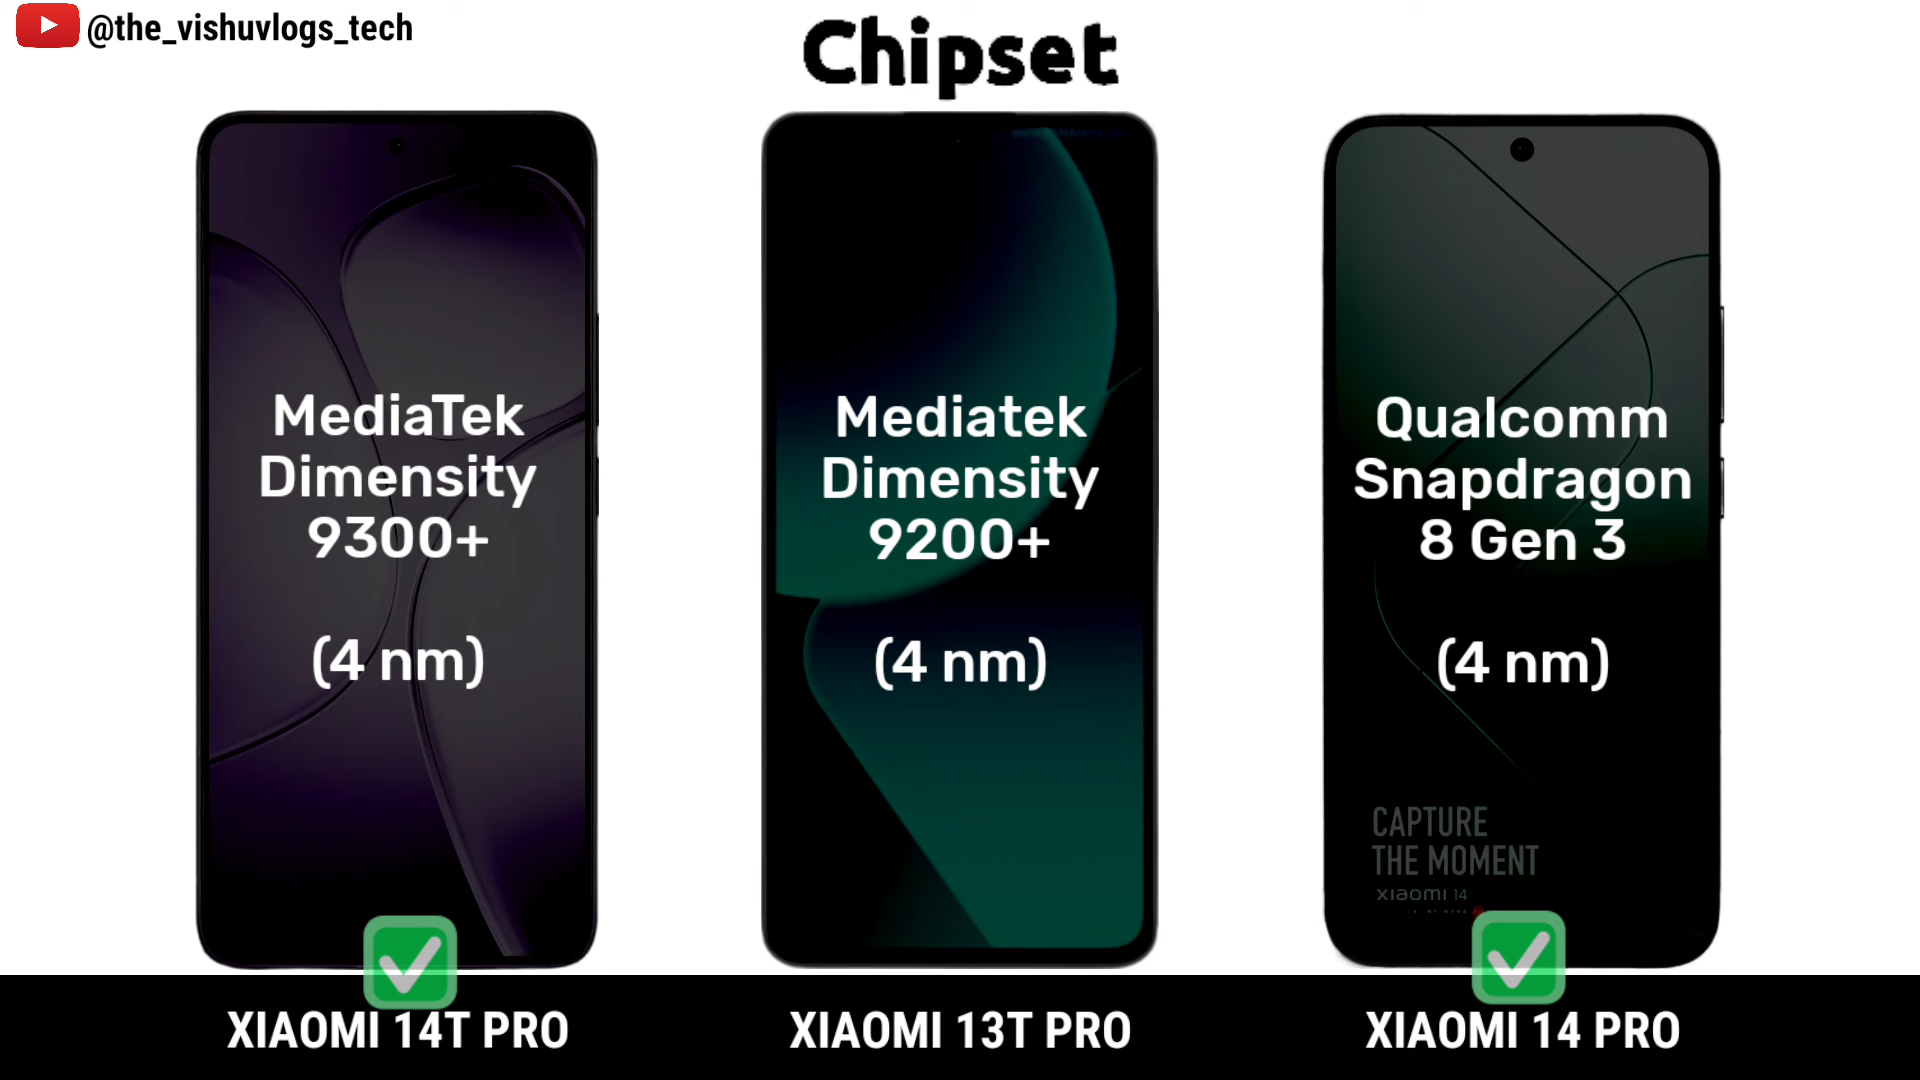 @the_vishuvlogs_tech
Chipset
MediaTek
Dimensity
9300+
(4 nm)
Mediatek
Dimensity
9200+
(4 nm)
Qualcomm
Snapdragon
8 Gen 3
(4 nm)
CAPTURE
THE MOMENT
xiaomi 14
XIAOMI 14T PRO
XIAOMI 13T PRO
XIAOMI 14 PRO